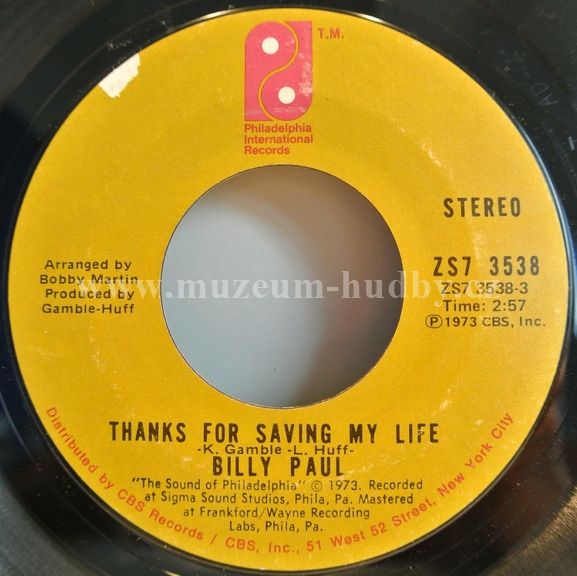 T.M.
Philadelphia
International
Records
STEREO
Arranged by
Bobby Martin
Produced by
Gamble-Huff
ZS7 3538
ZS7 3538-3
Time: 2:57
Ⓟ 1973 CBS, Inc.
www.muzeum-hudby.
THANKS FOR SAVING MY LIFE
-K. Gamble -L. Huff-
BILLY PAUL
"The Sound of Philadelphia" © 1973. Recorded
at Sigma Sound Studios, Phila, Pa. Mastered
at Frankford/Wayne Recording
Labs, Phila, Pa.
Distributed by CBS Records / CBS, Inc., 51 West 52 Street, New York City